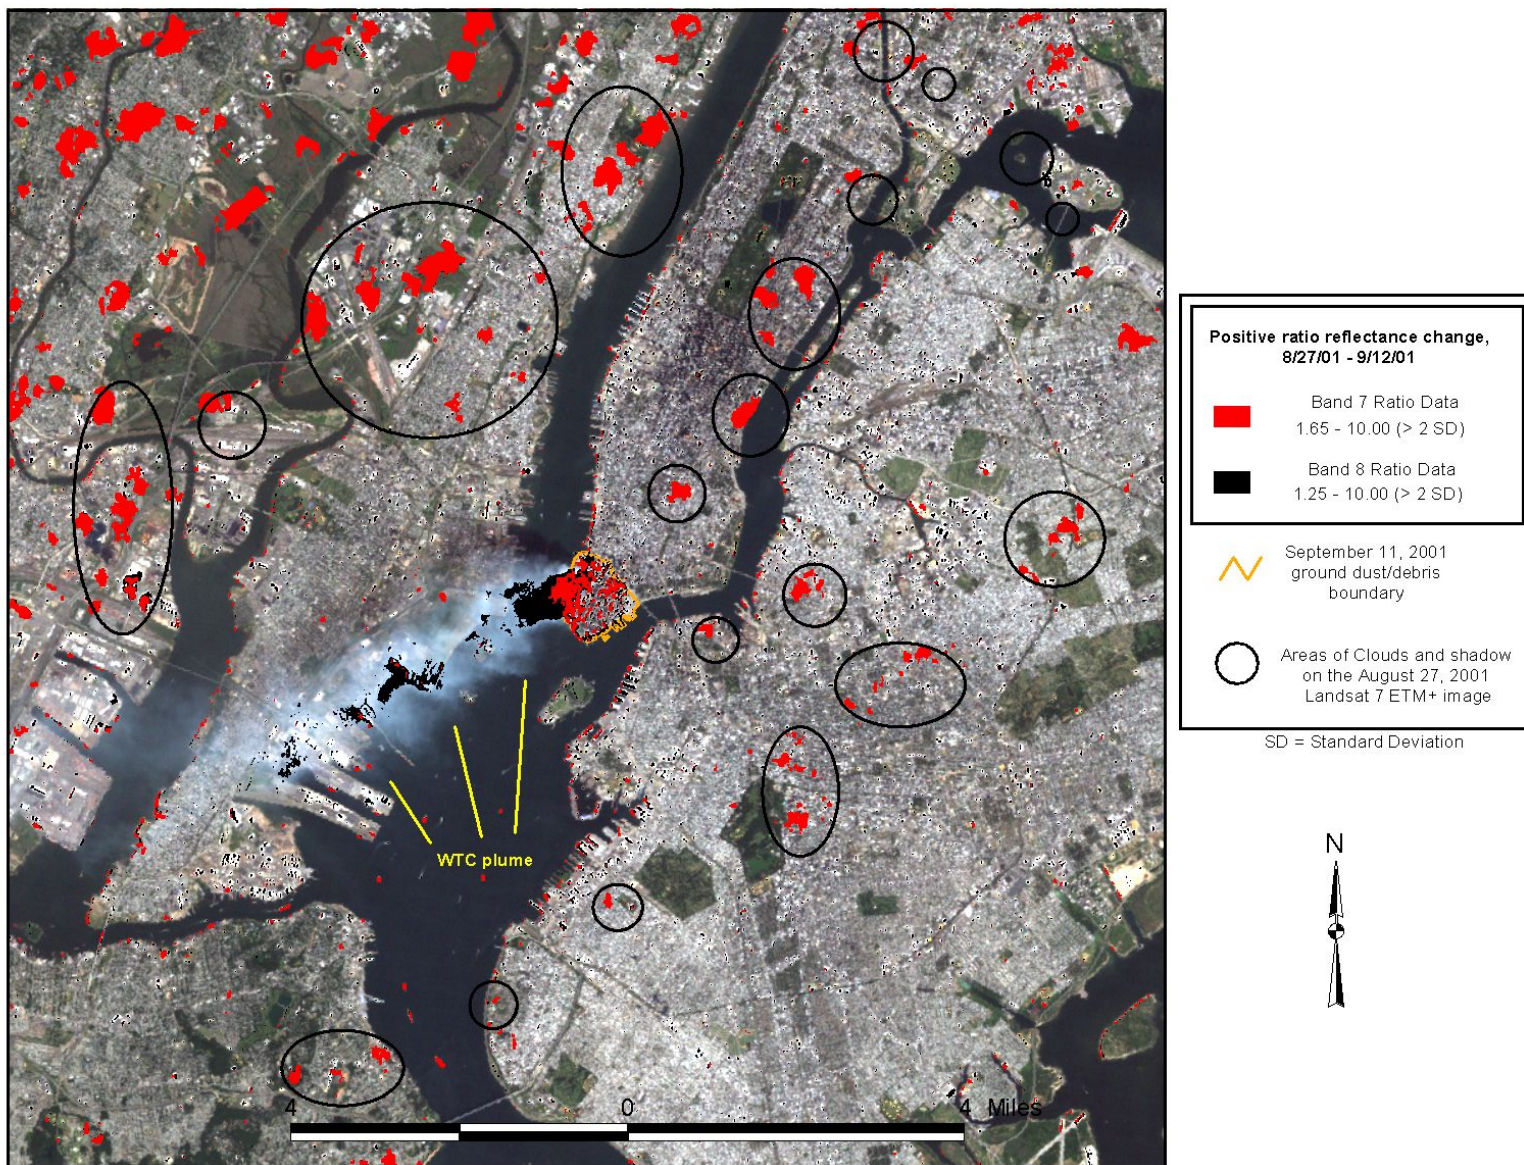 Positive ratio reflectance change,
8/27/01 - 9/12/01
Band 7 Ratio Data
1.65 - 10.00 (> 2 SD)
Band 8 Ratio Data
1.25 - 10.00 (> 2 SD)
September 11, 2001
ground dust/debris
boundary
Areas of Clouds and shadow
on the August 27, 2001
Landsat 7 ETM+ image
SD = Standard Deviation
N
WTC plume
4 0 4 Miles